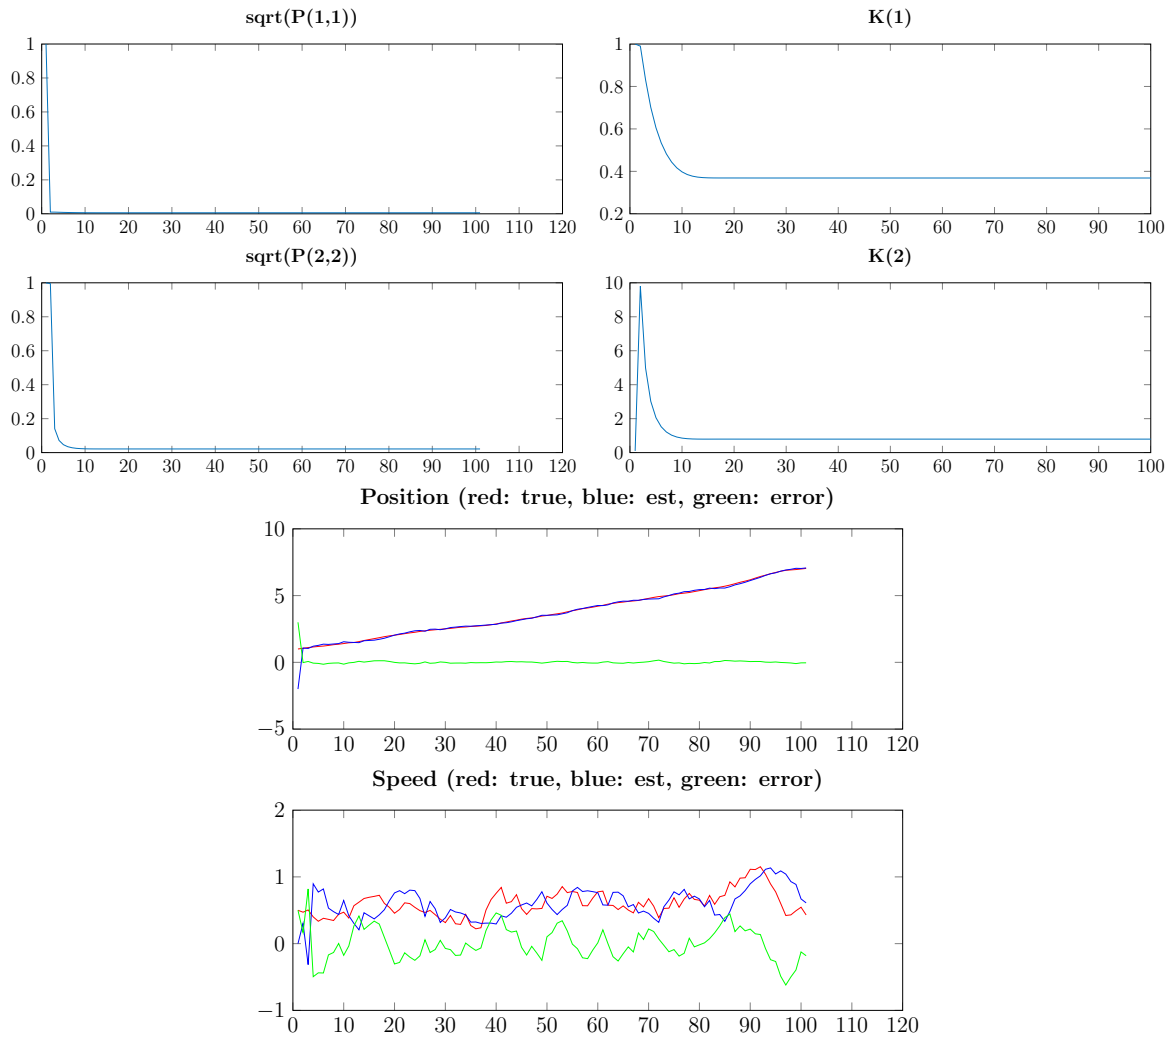 sqrt(P(1,1))
1
0.8
0.6
0.4
0.2
0
0 10 20 30 40 50 60 70 80 90 100 110 120
K(1)
1
0.8
0.6
0.4
0.2
0 10 20 30 40 50 60 70 80 90 100
sqrt(P(2,2))
1
0.8
0.6
0.4
0.2
0
0 10 20 30 40 50 60 70 80 90 100 110 120
K(2)
10
8
6
4
2
0
0 10 20 30 40 50 60 70 80 90 100
Position (red: true, blue: est, green: error)
10
5
0
−5
0 10 20 30 40 50 60 70 80 90 100 110 120
Speed (red: true, blue: est, green: error)
2
1
0
−1
0 10 20 30 40 50 60 70 80 90 100 110 120